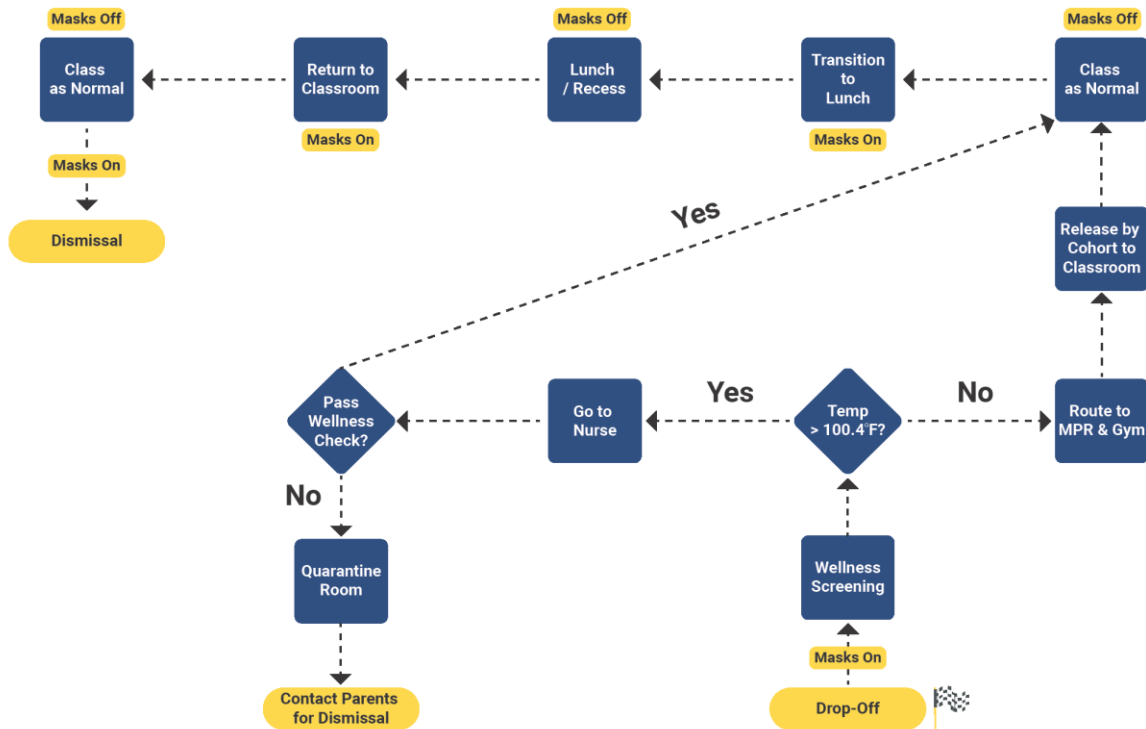 Masks Off
Class
as Normal
Masks On
Dismissal
Return to
Classroom
Masks On
Masks Off
Lunch
/ Recess
Transition
to
Lunch
Masks On
Masks Off
Class
as Normal
Release by
Cohort to
Classroom
Yes
Pass
Wellness
Check?
Go to
Nurse
Yes
Temp
> 100.4°F?
No
Route to
MPR & Gym
No
Quarantine
Room
Contact Parents
for Dismissal
Wellness
Screening
Masks On
Drop-Off